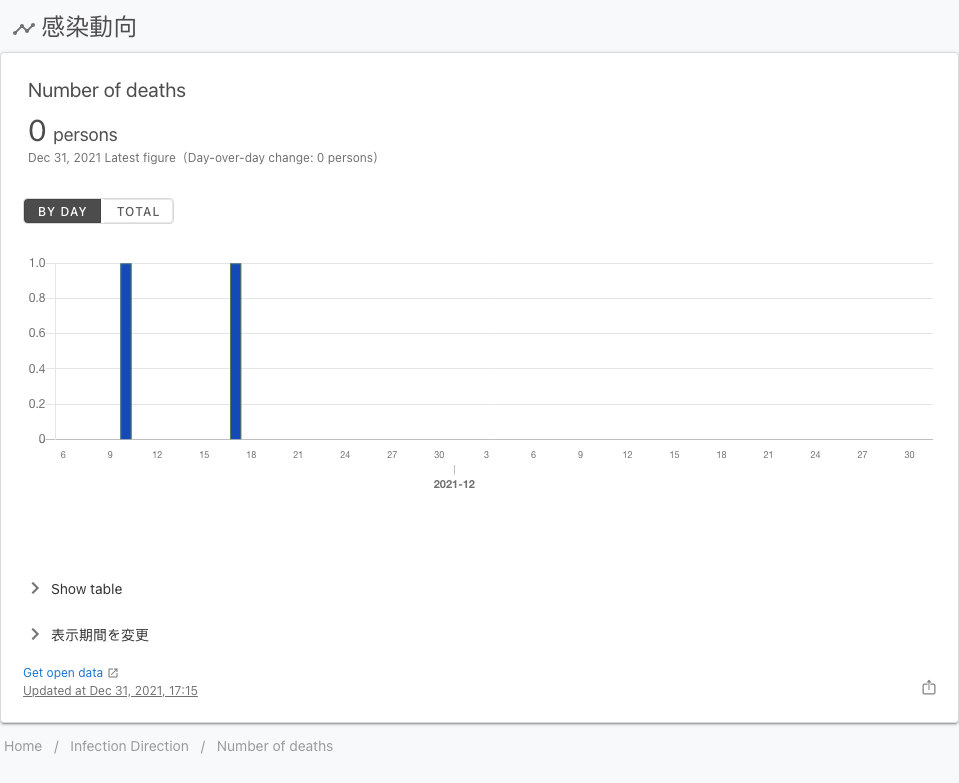 感染動向
Number of deaths
0 persons
Dec 31, 2021 Latest figure (Day-over-day change: 0 persons)
BY DAY TOTAL
1.0
0.8
0.6
0.4
0.2
0
6 9 12 15 18 21 24 27 30 3 6 9 12 15 18 21 24 27 30
2021-12
Show table
表示期間を変更
Get open data
Updated at Dec 31, 2021, 17:15
Home / Infection Direction / Number of deaths